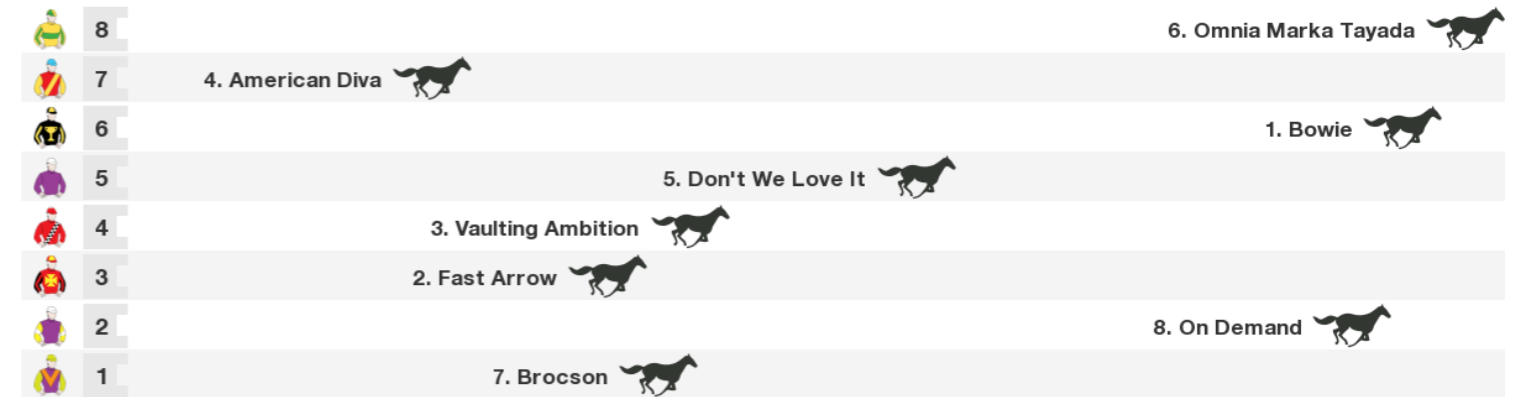 8 6. Omnia Marka Tayada
7 4. American Diva
6 1. Bowie
5 5. Don't We Love It
4 3. Vaulting Ambition
3 2. Fast Arrow
2 8. On Demand
1 7. Brocson